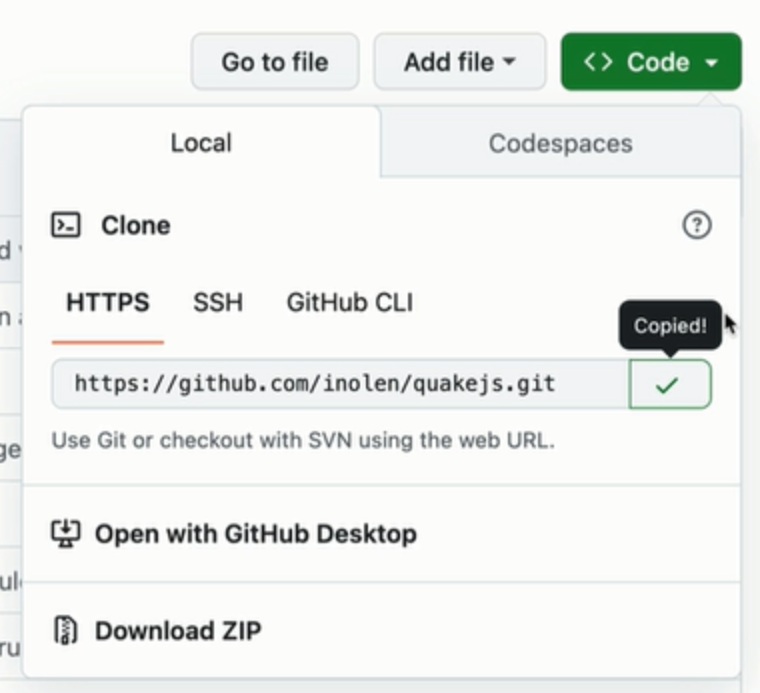 Go to file
Add file
<> Code
Local
Codespaces
Clone
HTTPS
SSH
GitHub CLI
Copied!
https://github.com/inolen/quakejs.git
Use Git or checkout with SVN using the web URL.
Open with GitHub Desktop
Download ZIP